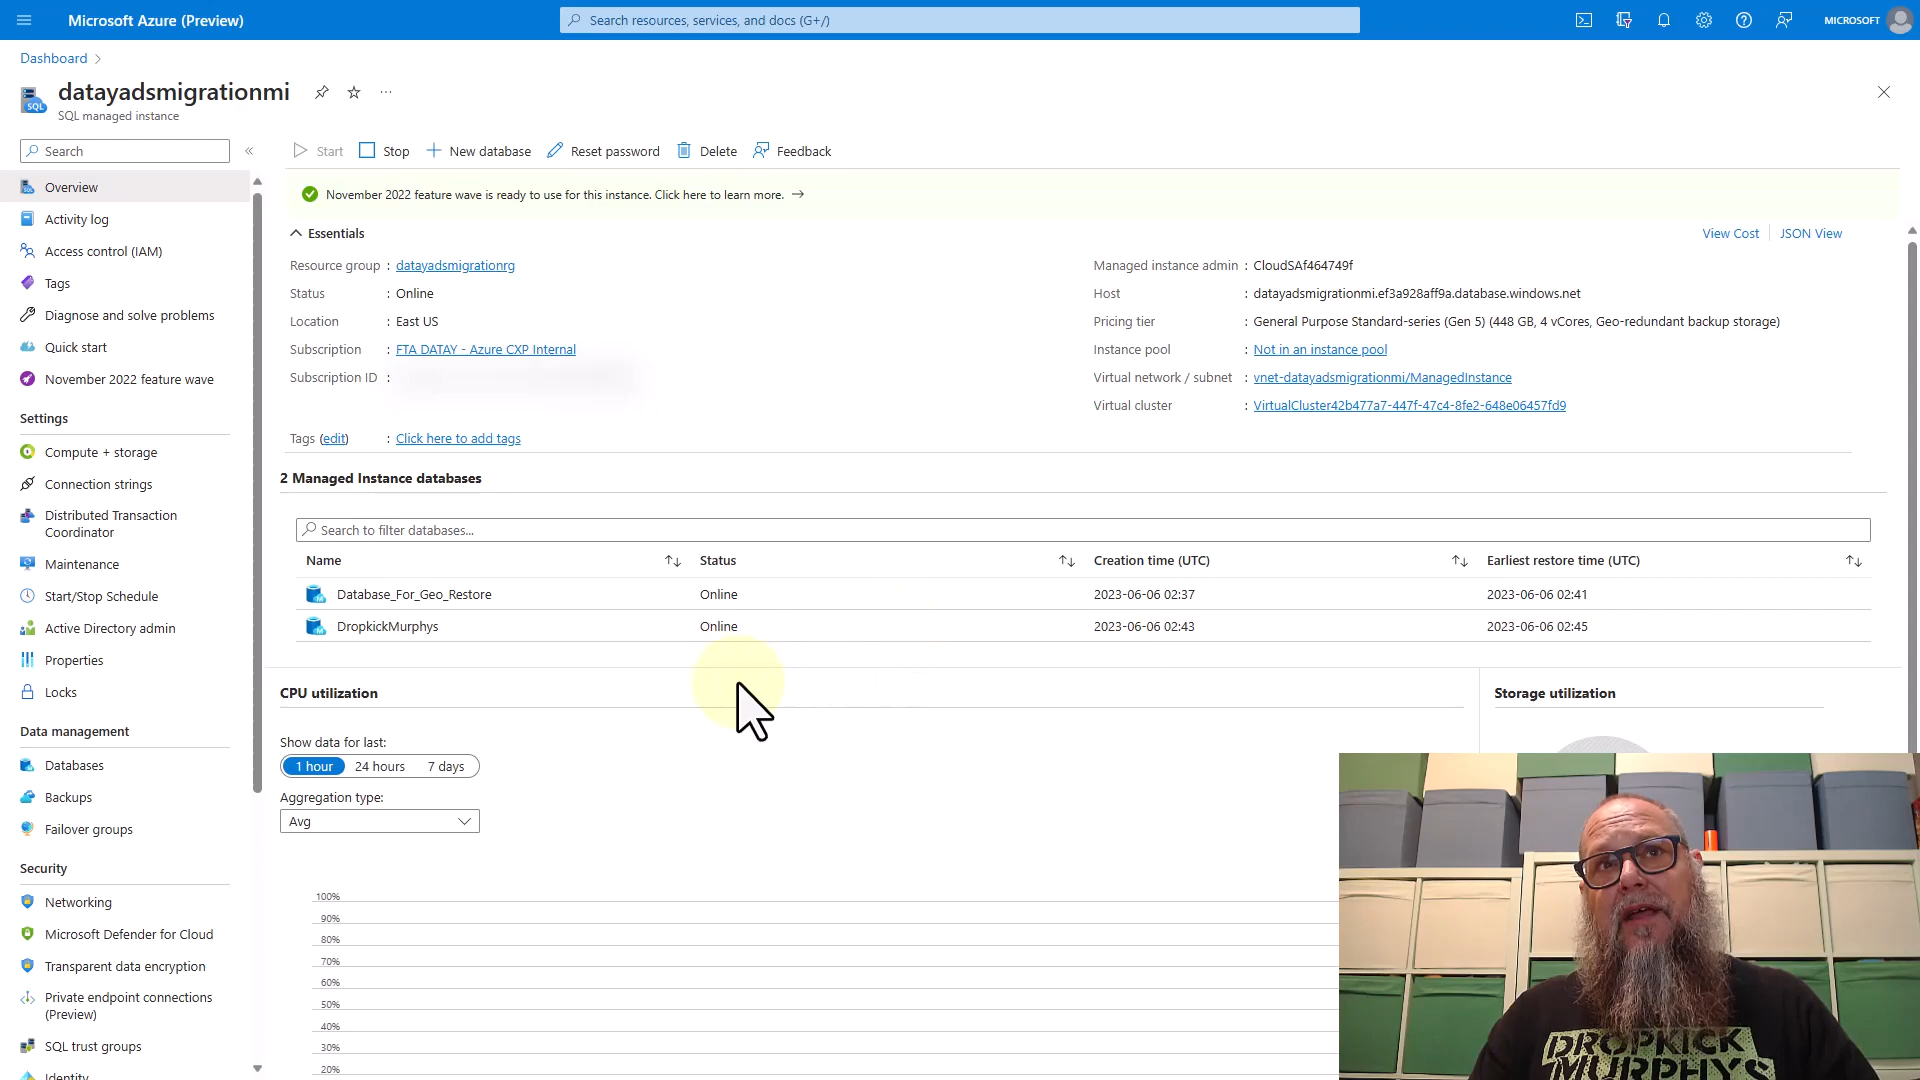 Microsoft Azure (Preview)
Search resources, services, and docs (G+/)
MICROSOFT
Dashboard
datayadsmigrationmi
SQL
SQL managed instance
Search
Start
Stop
New database
Reset password
Delete
Feedback
Overview
Activity log
Access control (IAM)
Tags
Diagnose and solve problems
Quick start
November 2022 feature wave
Settings
Compute + storage
Connection strings
Distributed Transaction
Coordinator
Maintenance
Start/Stop Schedule
Active Directory admin
Properties
Locks
Data management
Databases
Backups
Failover groups
Security
Networking
Microsoft Defender for Cloud
Transparent data encryption
Private endpoint connections
(Preview)
SQL trust groups
Identity
November 2022 feature wave is ready to use for this instance. Click here to learn more.
Essentials
View Cost
JSON View
Resource group : datayadsmigrationrg
Status : Online
Location : East US
Subscription : FTA DATAY - Azure CXP Internal
Subscription ID :
Tags (edit) : Click here to add tags
Managed instance admin : CloudSAf464749f
Host : datayadsmigrationmi.ef3a928aff9a.database.windows.net
Pricing tier : General Purpose Standard-series (Gen 5) (448 GB, 4 vCores, Geo-redundant backup storage)
Instance pool : Not in an instance pool
Virtual network / subnet : vnet-datayadsmigrationmi/ManagedInstance
Virtual cluster : VirtualCluster42b477a7-447f-47c4-8fe2-648e06457fd9
2 Managed Instance databases
Search to filter databases...
Name Status Creation time (UTC) Earliest restore time (UTC)
Database_For_Geo_Restore Online 2023-06-06 02:37 2023-06-06 02:41
DropkickMurphys Online 2023-06-06 02:43 2023-06-06 02:45
CPU utilization
Show data for last:
1 hour 24 hours 7 days
Aggregation type:
Avg
100%
90%
80%
70%
60%
50%
40%
30%
20%
Storage utilization
DROPKICK
MURPHYS